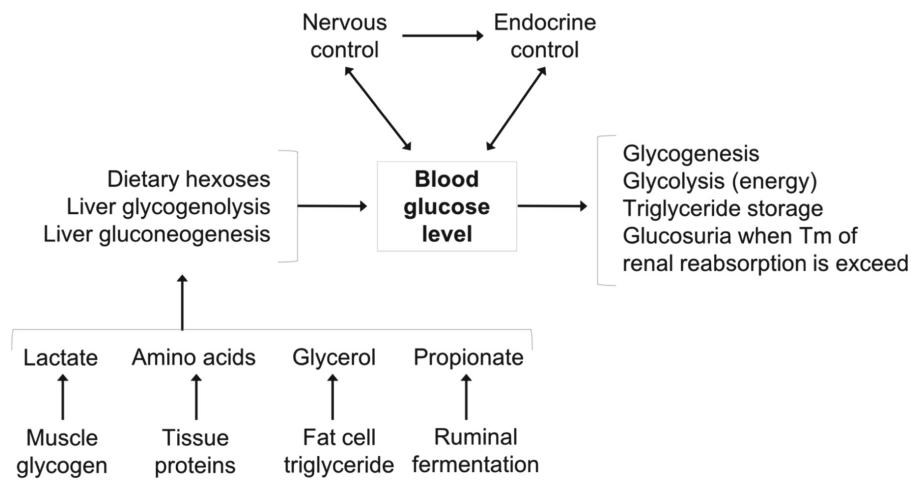 Nervous
control
Endocrine
control
Dietary hexoses
Liver glycogenolysis
Liver gluconeogenesis
Blood
glucose
level
Glycogenesis
Glycolysis (energy)
Triglyceride storage
Glucosuria when Tm of
renal reabsorption is exceed
Lactate
Amino acids
Glycerol
Propionate
Muscle
glycogen
Tissue
proteins
Fat cell
triglyceride
Ruminal
fermentation